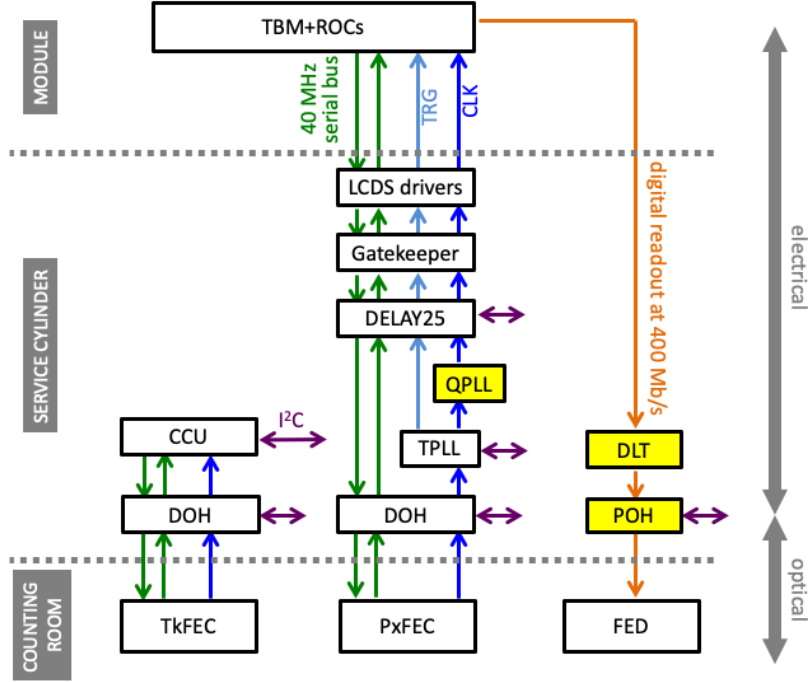 TBM+ROCs
MODULE
40 MHz
serial bus
TRG
CLK
LCDS drivers
digital readout at 400 Mb/s
electrical
Gatekeeper
SERVICE CYLINDER
DELAY25
QPLL
I²C
CCU
TPLL
DLT
DOH
DOH
POH
optical
COUNTING
ROOM
TkFEC
PxFEC
FED